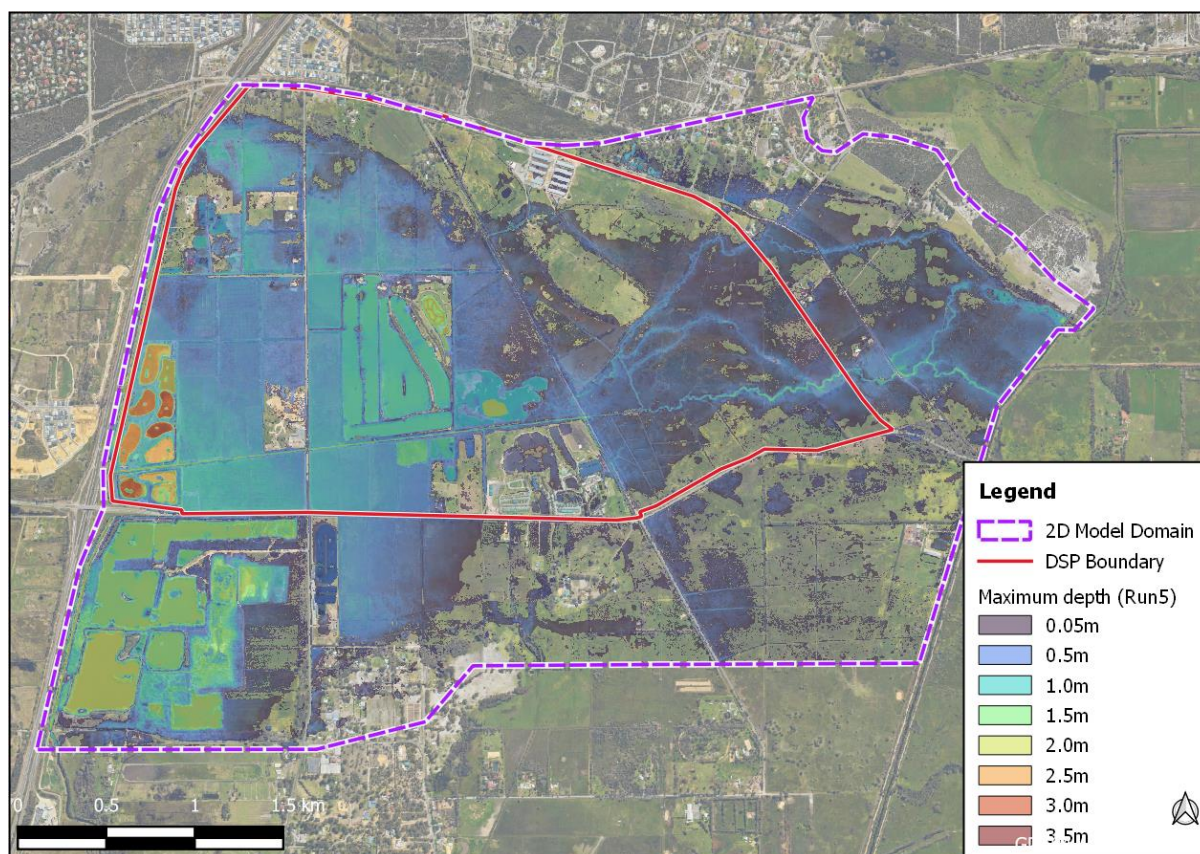 Legend
2D Model Domain
DSP Boundary
Maximum depth (Run5)
0.05m
0.5m
1.0m
1.5m
2.0m
2.5m
3.0m
3.5m
0 0.5 1 1.5 km